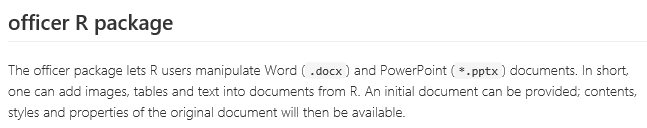 officer R package
The officer package lets R users manipulate Word ( .docx ) and PowerPoint ( *.pptx ) documents. In short,
one can add images, tables and text into documents from R. An initial document can be provided; contents,
styles and properties of the original document will then be available.